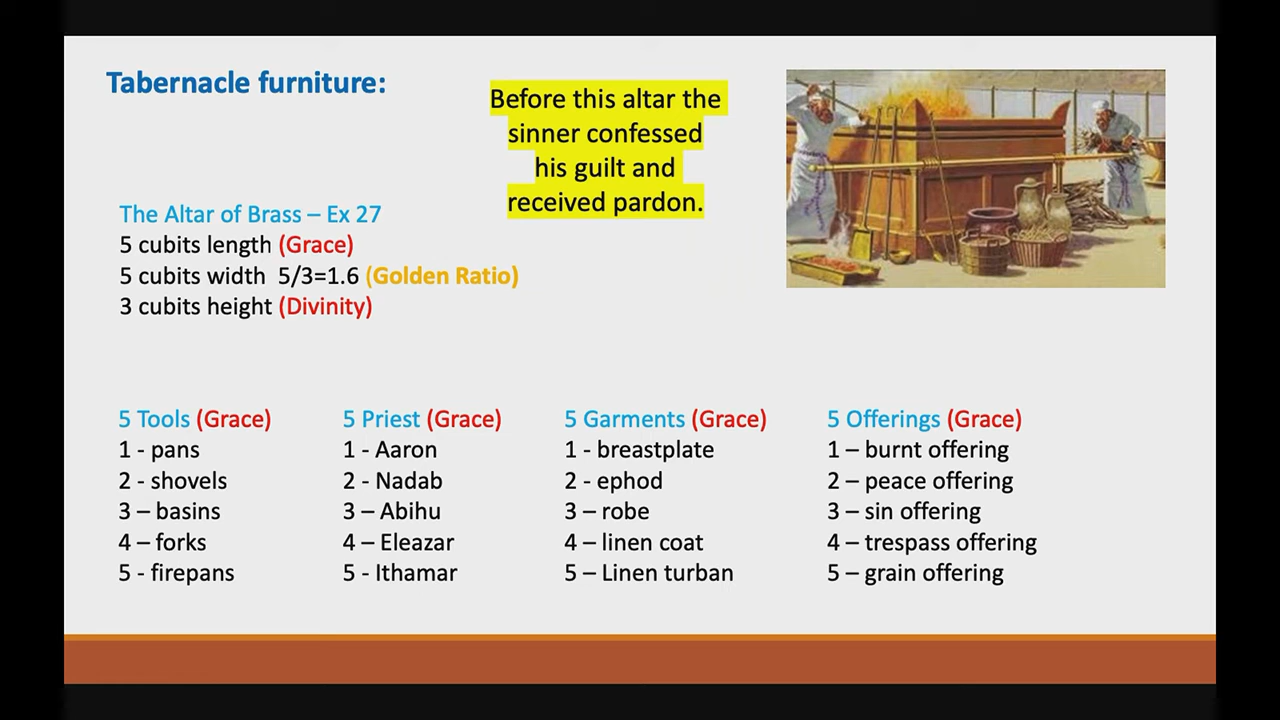 Tabernacle furniture:
Before this altar the
sinner confessed
his guilt and
received pardon.
The Altar of Brass – Ex 27
5 cubits length (Grace)
5 cubits width 5/3=1.6 (Golden Ratio)
3 cubits height (Divinity)
5 Tools (Grace)
1 - pans
2 - shovels
3 – basins
4 – forks
5 - firepans
5 Priest (Grace)
1 - Aaron
2 - Nadab
3 – Abihu
4 – Eleazar
5 - Ithamar
5 Garments (Grace)
1 - breastplate
2 - ephod
3 – robe
4 – linen coat
5 – Linen turban
5 Offerings (Grace)
1 – burnt offering
2 – peace offering
3 – sin offering
4 – trespass offering
5 – grain offering